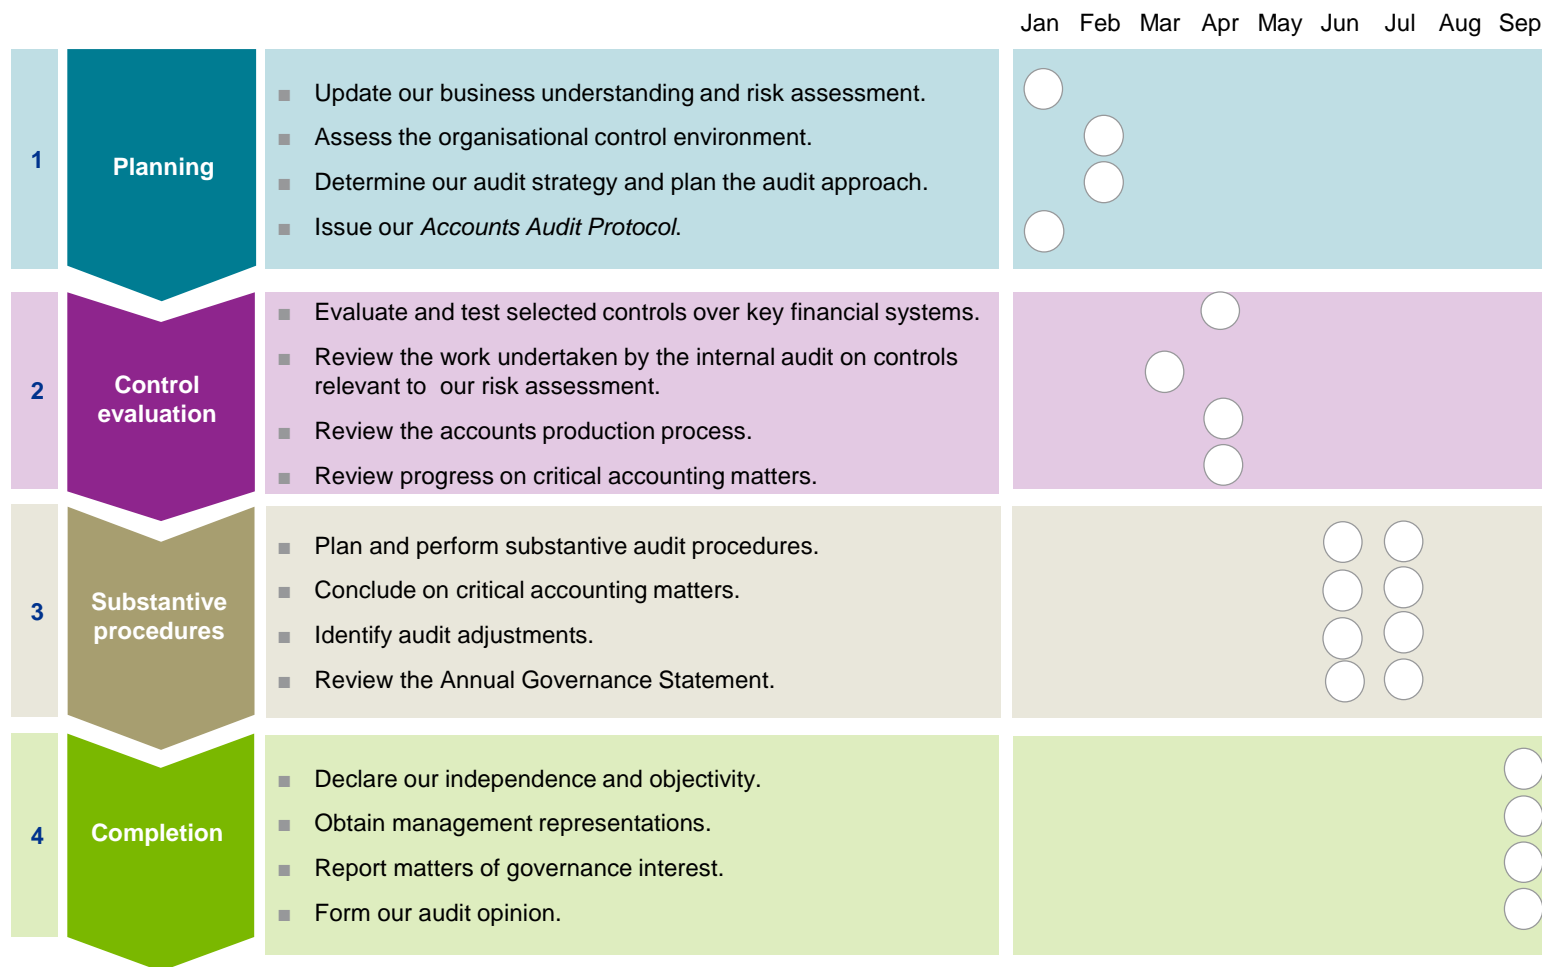 Jan Feb Mar Apr May Jun Jul Aug Sep
1
Planning
■ Update our business understanding and risk assessment.
■ Assess the organisational control environment.
■ Determine our audit strategy and plan the audit approach.
■ Issue our Accounts Audit Protocol.
2
Control
evaluation
■ Evaluate and test selected controls over key financial systems.
■ Review the work undertaken by the internal audit on controls
relevant to  our risk assessment.
■ Review the accounts production process.
■ Review progress on critical accounting matters.
3
Substantive
procedures
■ Plan and perform substantive audit procedures.
■ Conclude on critical accounting matters.
■ Identify audit adjustments.
■ Review the Annual Governance Statement.
4
Completion
■ Declare our independence and objectivity.
■ Obtain management representations.
■ Report matters of governance interest.
■ Form our audit opinion.